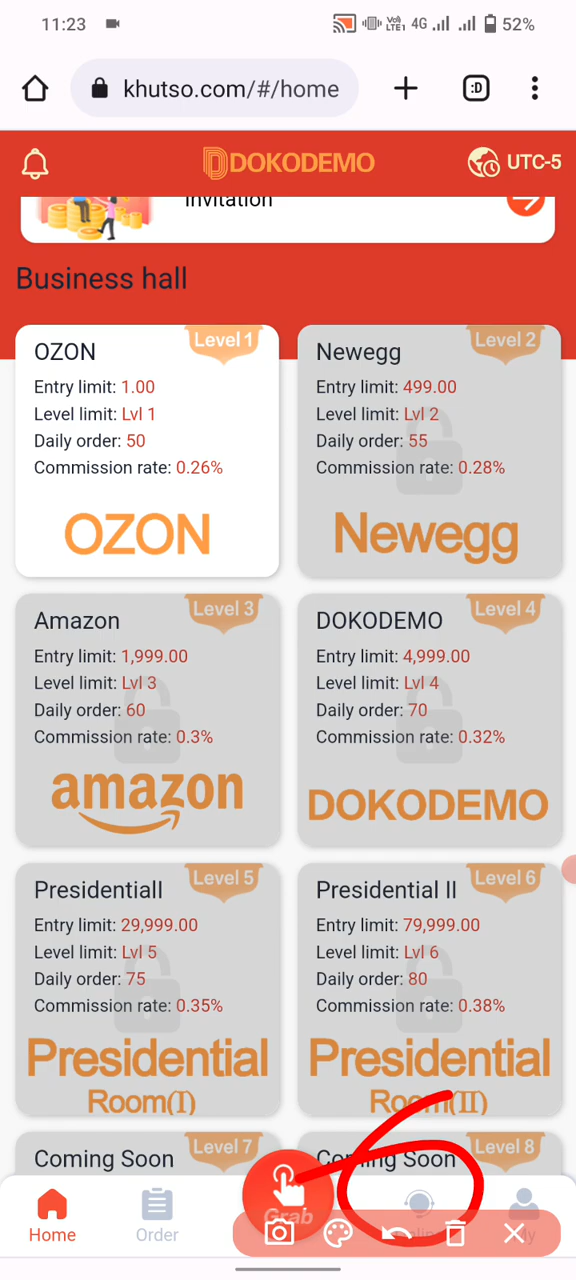 11:23
Vo)) LTE1 4G 52%
khutso.com/#/home :D
DOKODEMO UTC-5
Invitation
Business hall
OZON Level 1
Entry limit: 1.00
Level limit: Lvl 1
Daily order: 50
Commission rate: 0.26%
OZON
Newegg Level 2
Entry limit: 499.00
Level limit: Lvl 2
Daily order: 55
Commission rate: 0.28%
Newegg
Amazon Level 3
Entry limit: 1,999.00
Level limit: Lvl 3
Daily order: 60
Commission rate: 0.3%
amazon
DOKODEMO Level 4
Entry limit: 4,999.00
Level limit: Lvl 4
Daily order: 70
Commission rate: 0.32%
DOKODEMO
Presidentiall Level 5
Entry limit: 29,999.00
Level limit: Lvl 5
Daily order: 75
Commission rate: 0.35%
Presidential
Room(I)
Presidential II Level 6
Entry limit: 79,999.00
Level limit: Lvl 6
Daily order: 80
Commission rate: 0.38%
Presidential
Room(II)
Coming Soon Level 7
Coming Soon Level 8
Home
Order
Grab
My